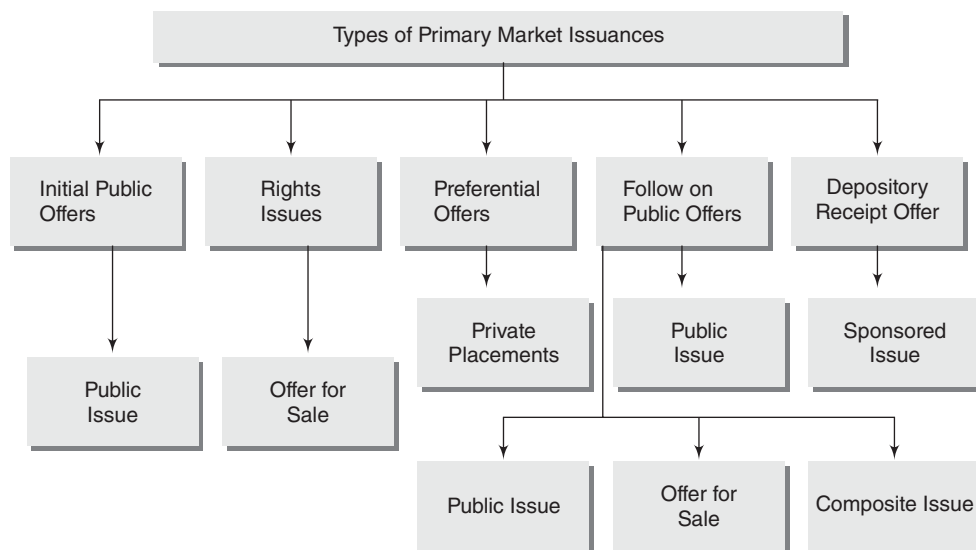 Types of Primary Market Issuances
Initial Public
Offers
Rights
Issues
Preferential
Offers
Follow on
Public Offers
Depository
Receipt Offer
Private
Placements
Public
Issue
Sponsored
Issue
Public
Issue
Offer for
Sale
Public Issue
Offer for
Sale
Composite Issue